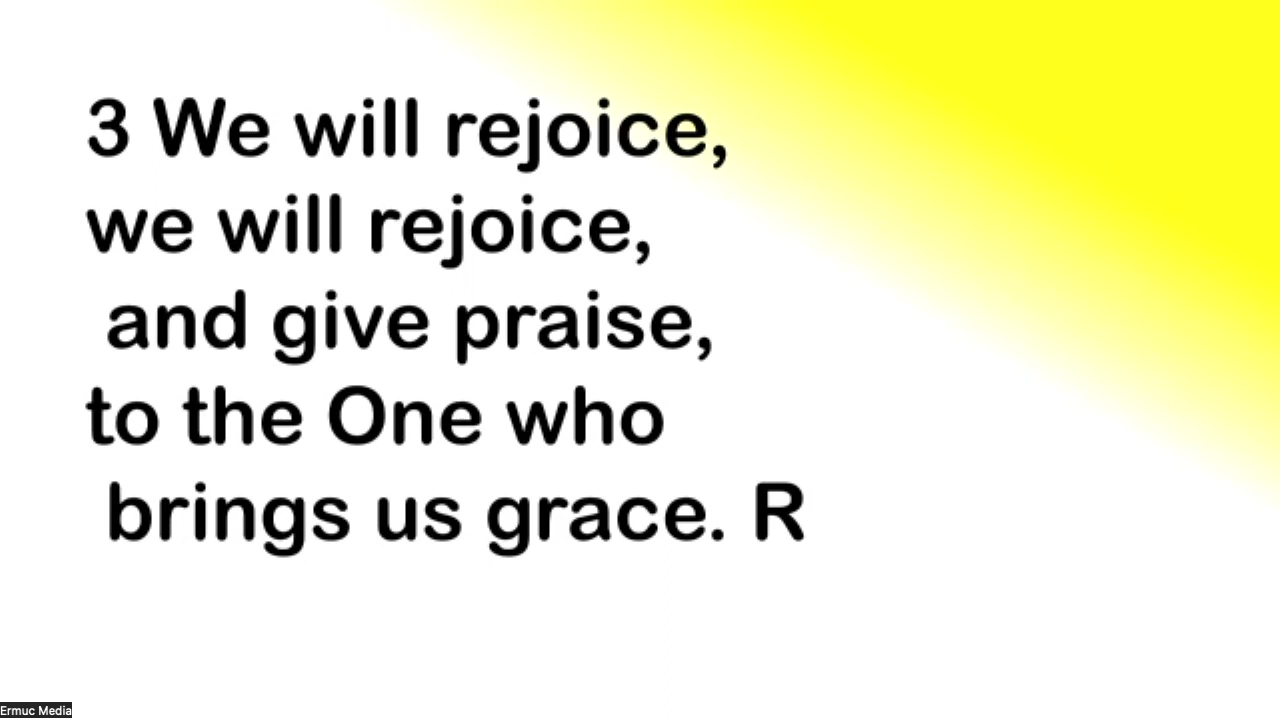 3 We will rejoice,
we will rejoice,
and give praise,
to the One who
brings us grace. R
Ermuc Media